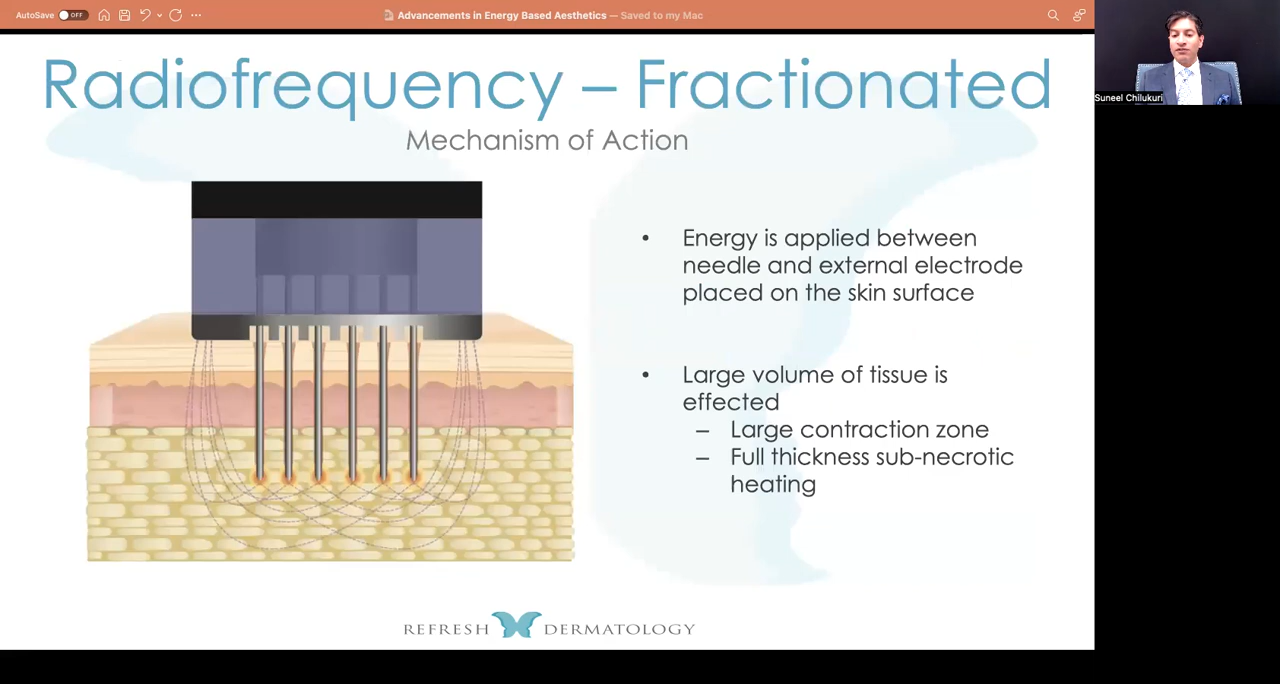 AutoSave OFF
Advancements in Energy Based Aesthetics — Saved to my Mac
Suneel Chilukuri
Radiofrequency – Fractionated
Mechanism of Action
• Energy is applied between
needle and external electrode
placed on the skin surface
• Large volume of tissue is
effected
– Large contraction zone
– Full thickness sub-necrotic
heating
REFRESH DERMATOLOGY